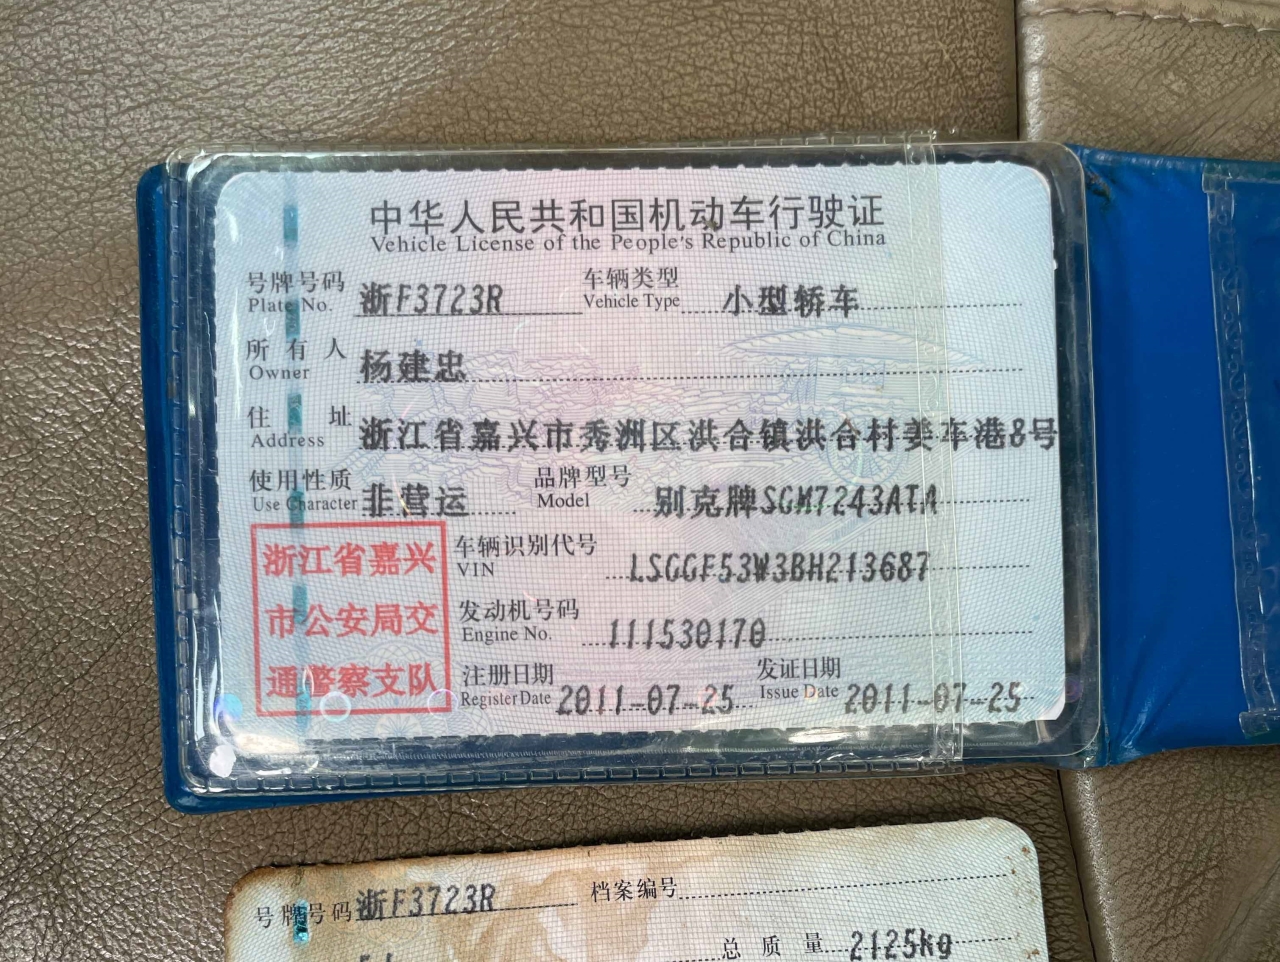 中华人民共和国机动车行驶证
Vehicle License of the People's Republic of China
号牌号码 浙F3723R 车辆类型 小型轿车
Plate No. Vehicle Type
所有人 杨建忠
Owner
住址 浙江省嘉兴市秀洲区洪合镇洪合村姜车港8号
Address
使用性质 非营运 品牌型号 别克牌SGM7243ATA
Use Character Model
浙江省嘉兴
市公安局交
通警察支队
车辆识别代号 LSGGF53W3BH213687
VIN
发动机号码 111530170
Engine No.
注册日期 2011-07-25 发证日期 2011-07-25
Register Date Issue Date
号牌号码 浙F3723R 档案编号
总质量 2125kg